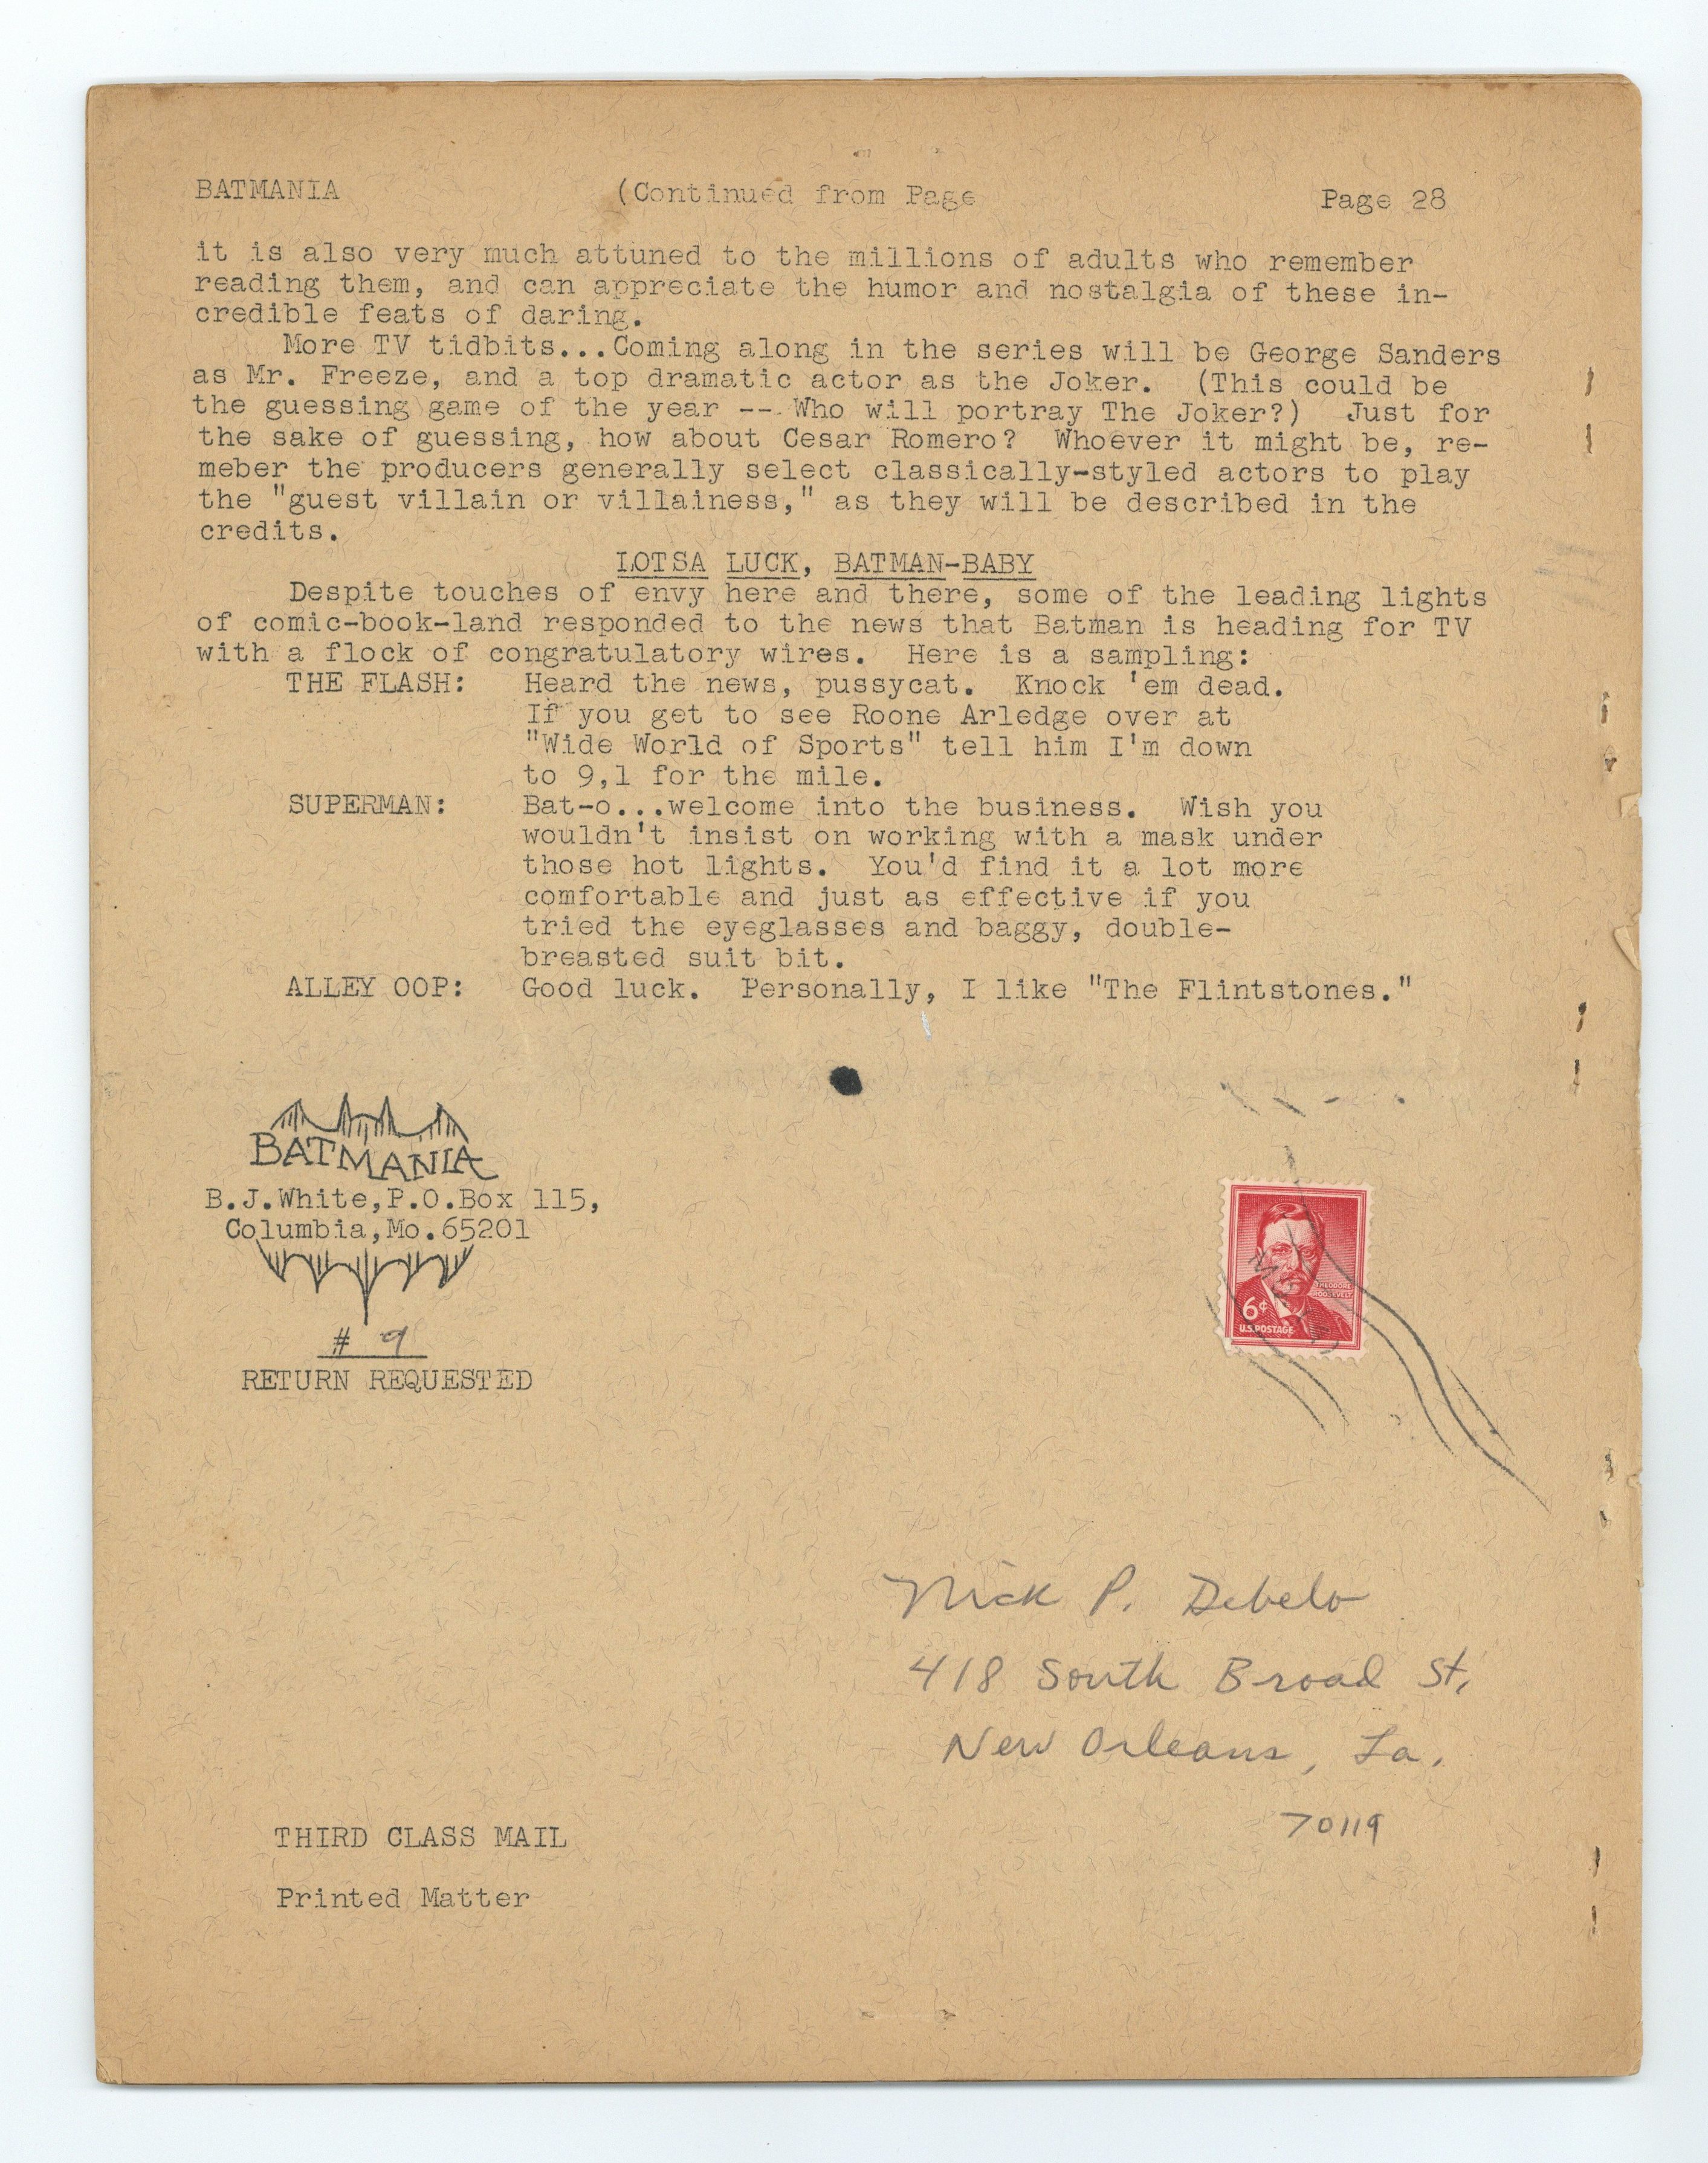 BATMANIA (Continued from Page Page 28
it is also very much attuned to the millions of adults who remember
reading them, and can appreciate the humor and nostalgia of these in-
credible feats of daring.
More TV tidbits...Coming along in the series will be George Sanders
as Mr. Freeze, and a top dramatic actor as the Joker. (This could be
the guessing game of the year -- Who will portray The Joker?) Just for
the sake of guessing, how about Cesar Romero? Whoever it might be, re-
meber the producers generally select classically-styled actors to play
the "guest villain or villainess," as they will be described in the
credits.
LOTSA LUCK, BATMAN-BABY
Despite touches of envy here and there, some of the leading lights
of comic-book-land responded to the news that Batman is heading for TV
with a flock of congratulatory wires. Here is a sampling:
THE FLASH: Heard the news, pussycat. Knock 'em dead.
If you get to see Roone Arledge over at
"Wide World of Sports" tell him I'm down
to 9,1 for the mile.
SUPERMAN: Bat-o...welcome into the business. Wish you
wouldn't insist on working with a mask under
those hot lights. You'd find it a lot more
comfortable and just as effective if you
tried the eyeglasses and baggy, double-
breasted suit bit.
ALLEY OOP: Good luck. Personally, I like "The Flintstones."
BATMANIA
B.J.White,P.O.Box 115,
Columbia,Mo.65201
# 9
RETURN REQUESTED
THEODORE
ROOSEVELT
6¢
U.S.POSTAGE
Nick P. Debelo
418 South Broad St,
New Orleans, La.
70119
THIRD CLASS MAIL
Printed Matter